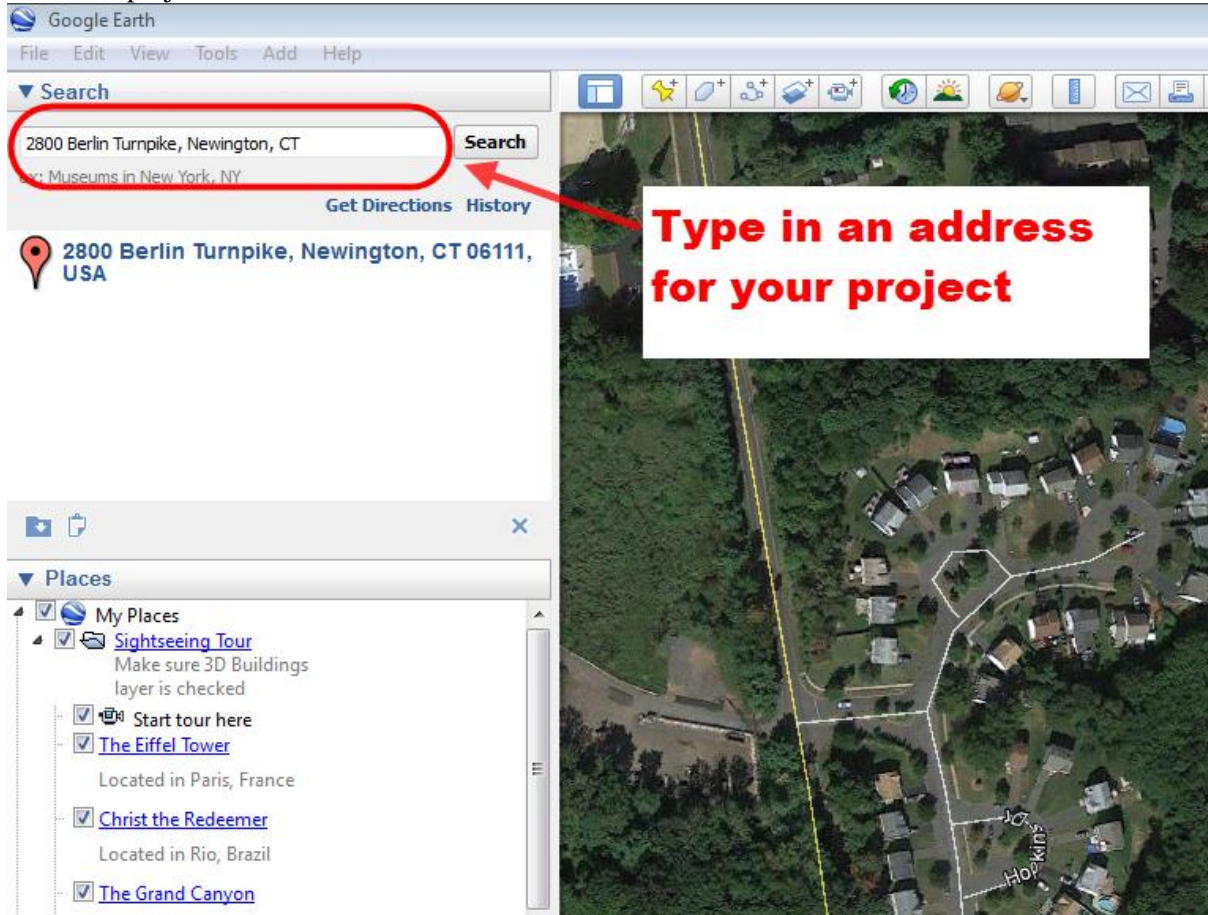 Google Earth
File Edit View Tools Add Help
Search
2800 Berlin Turnpike, Newington, CT
Search
ex: Museums in New York, NY
Get Directions History
2800 Berlin Turnpike, Newington, CT 06111,
USA
Type in an address
for your project
Places
My Places
Sightseeing Tour
Make sure 3D Buildings
layer is checked
Start tour here
The Eiffel Tower
Located in Paris, France
Christ the Redeemer
Located in Rio, Brazil
The Grand Canyon
Hopkins